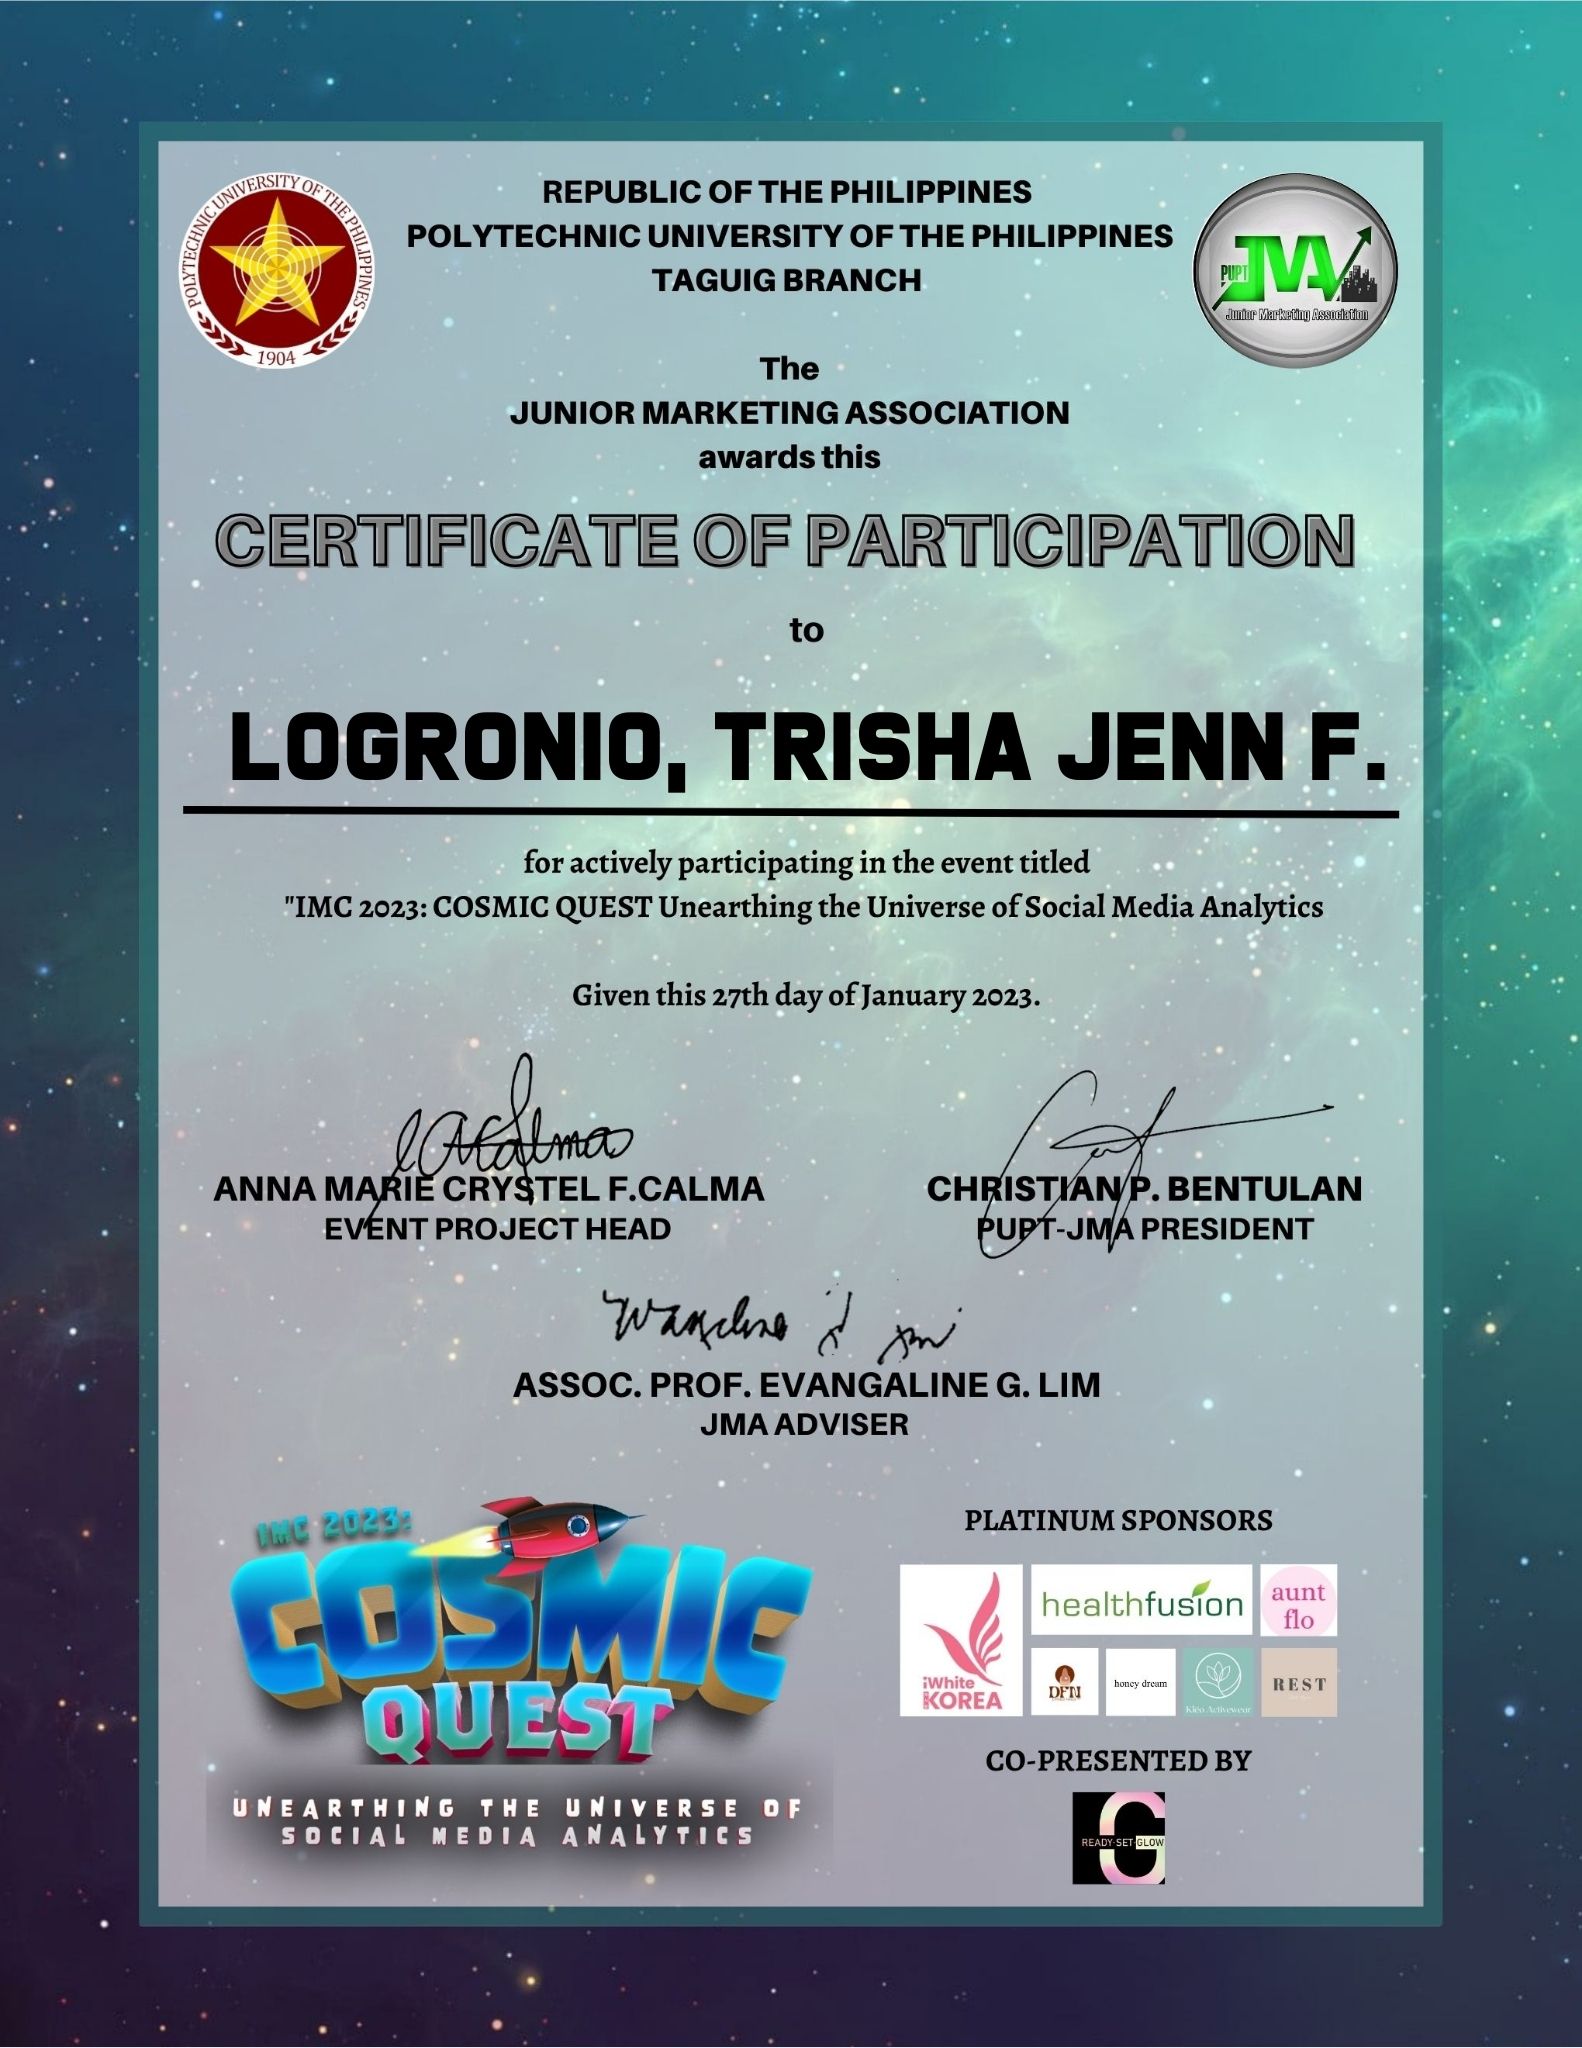 POLYTECHNIC UNIVERSITY OF THE PHILIPPINES
1904
REPUBLIC OF THE PHILIPPINES
POLYTECHNIC UNIVERSITY OF THE PHILIPPINES
TAGUIG BRANCH
PUPT
JMA
Junior Marketing Association
The
JUNIOR MARKETING ASSOCIATION
awards this
CERTIFICATE OF PARTICIPATION
to
LOGRONIO, TRISHA JENN F.
for actively participating in the event titled
"IMC 2023: COSMIC QUEST Unearthing the Universe of Social Media Analytics
Given this 27th day of January 2023.
ANNA MARIE CRYSTEL F.CALMA
EVENT PROJECT HEAD
CHRISTIAN P. BENTULAN
PUPT-JMA PRESIDENT
ASSOC. PROF. EVANGALINE G. LIM
JMA ADVISER
IMC 2023:
COSMIC
QUEST
UNEARTHING THE UNIVERSE OF
SOCIAL MEDIA ANALYTICS
PLATINUM SPONSORS
iWhite
KOREA
healthfusion
aunt
flo
DFN
honey dream
Kléo Activewear
REST
CO-PRESENTED BY
G
READY·SET·GLOW